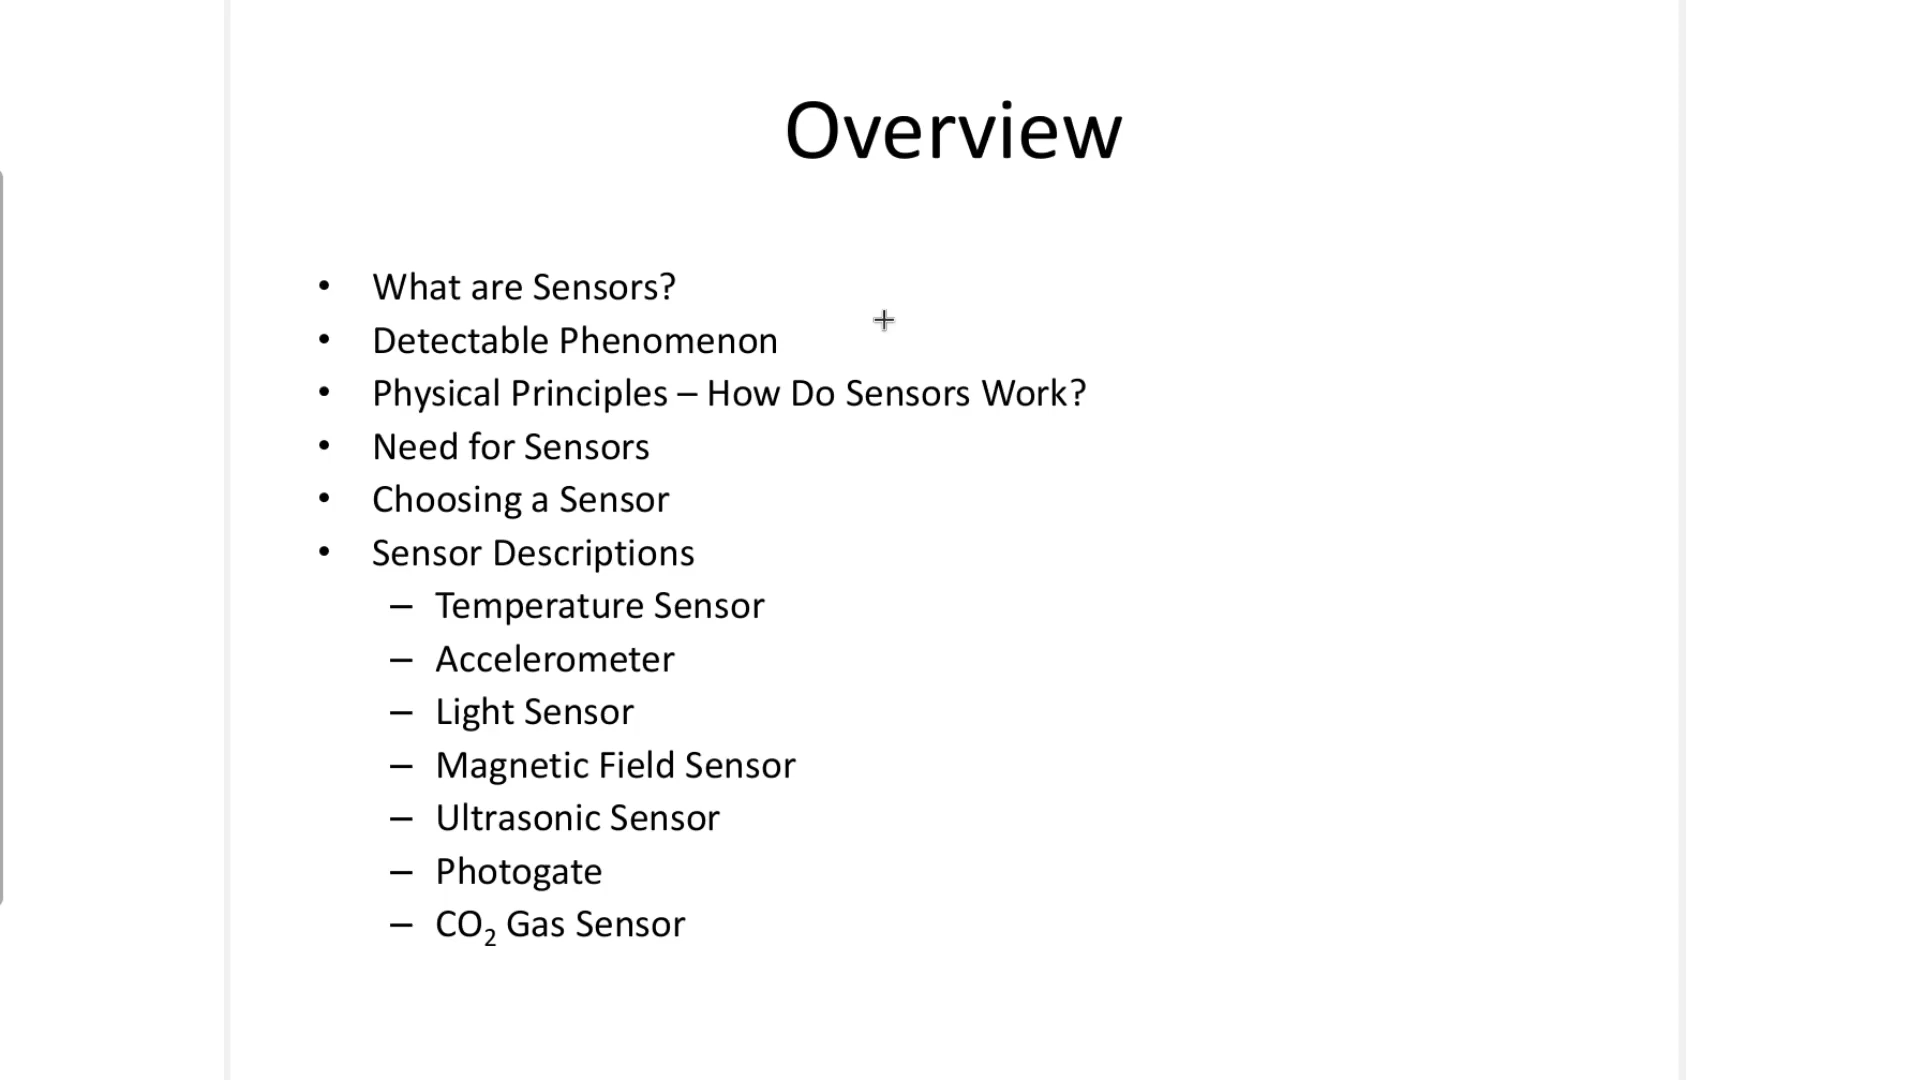 Overview
• What are Sensors?
• Detectable Phenomenon
• Physical Principles – How Do Sensors Work?
• Need for Sensors
• Choosing a Sensor
• Sensor Descriptions
– Temperature Sensor
– Accelerometer
– Light Sensor
– Magnetic Field Sensor
– Ultrasonic Sensor
– Photogate
– CO₂ Gas Sensor